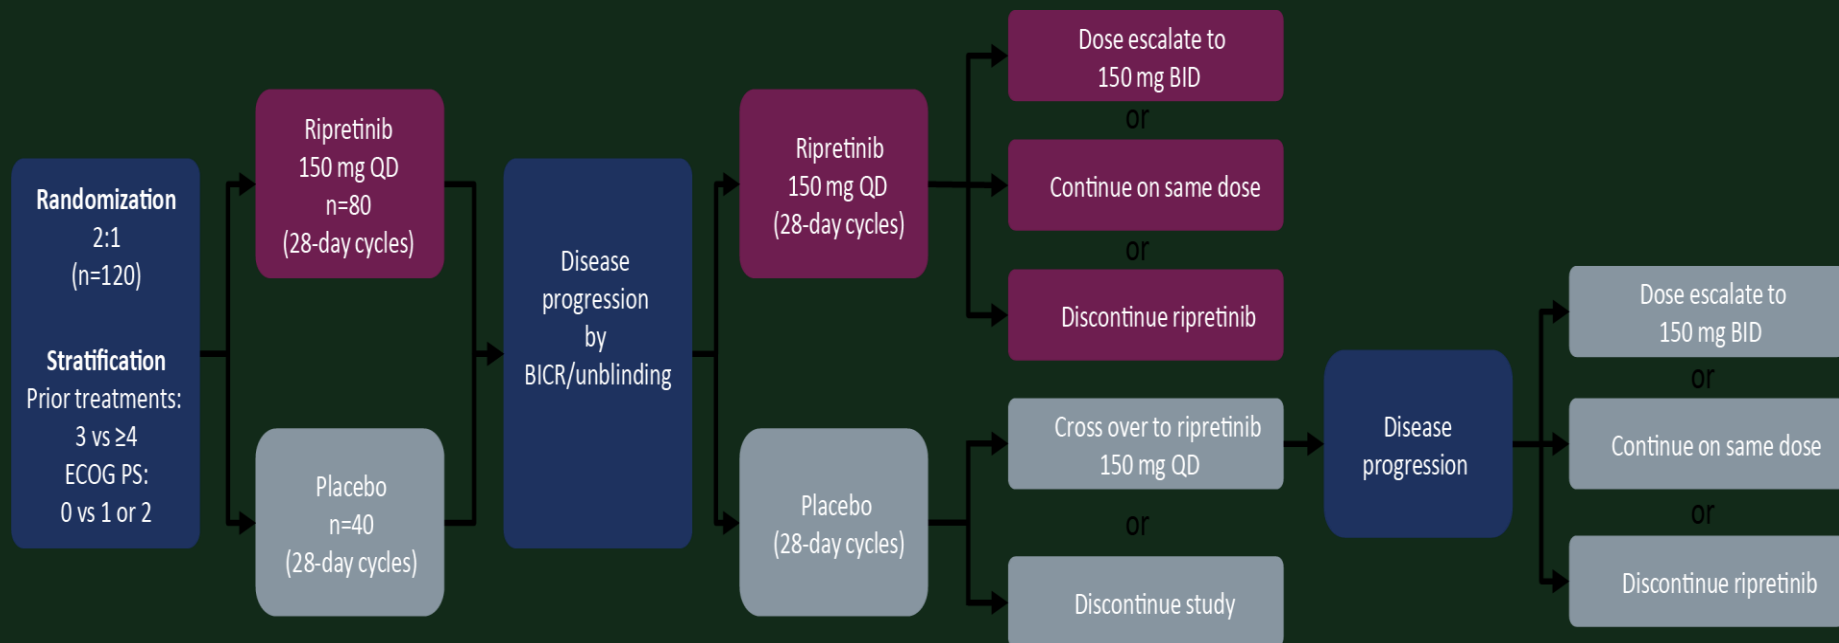 Randomization
2:1
(n=120)
Stratification
Prior treatments:
3 vs ≥4
ECOG PS:
0 vs 1 or 2
Ripretinib
150 mg QD
n=80
(28-day cycles)
Placebo
n=40
(28-day cycles)
Disease
progression
by
BICR/unblinding
Ripretinib
150 mg QD
(28-day cycles)
Placebo
(28-day cycles)
Dose escalate to
150 mg BID
or
Continue on same dose
or
Discontinue ripretinib
Cross over to ripretinib
150 mg QD
or
Discontinue study
Disease
progression
Dose escalate to
150 mg BID
or
Continue on same dose
or
Discontinue ripretinib